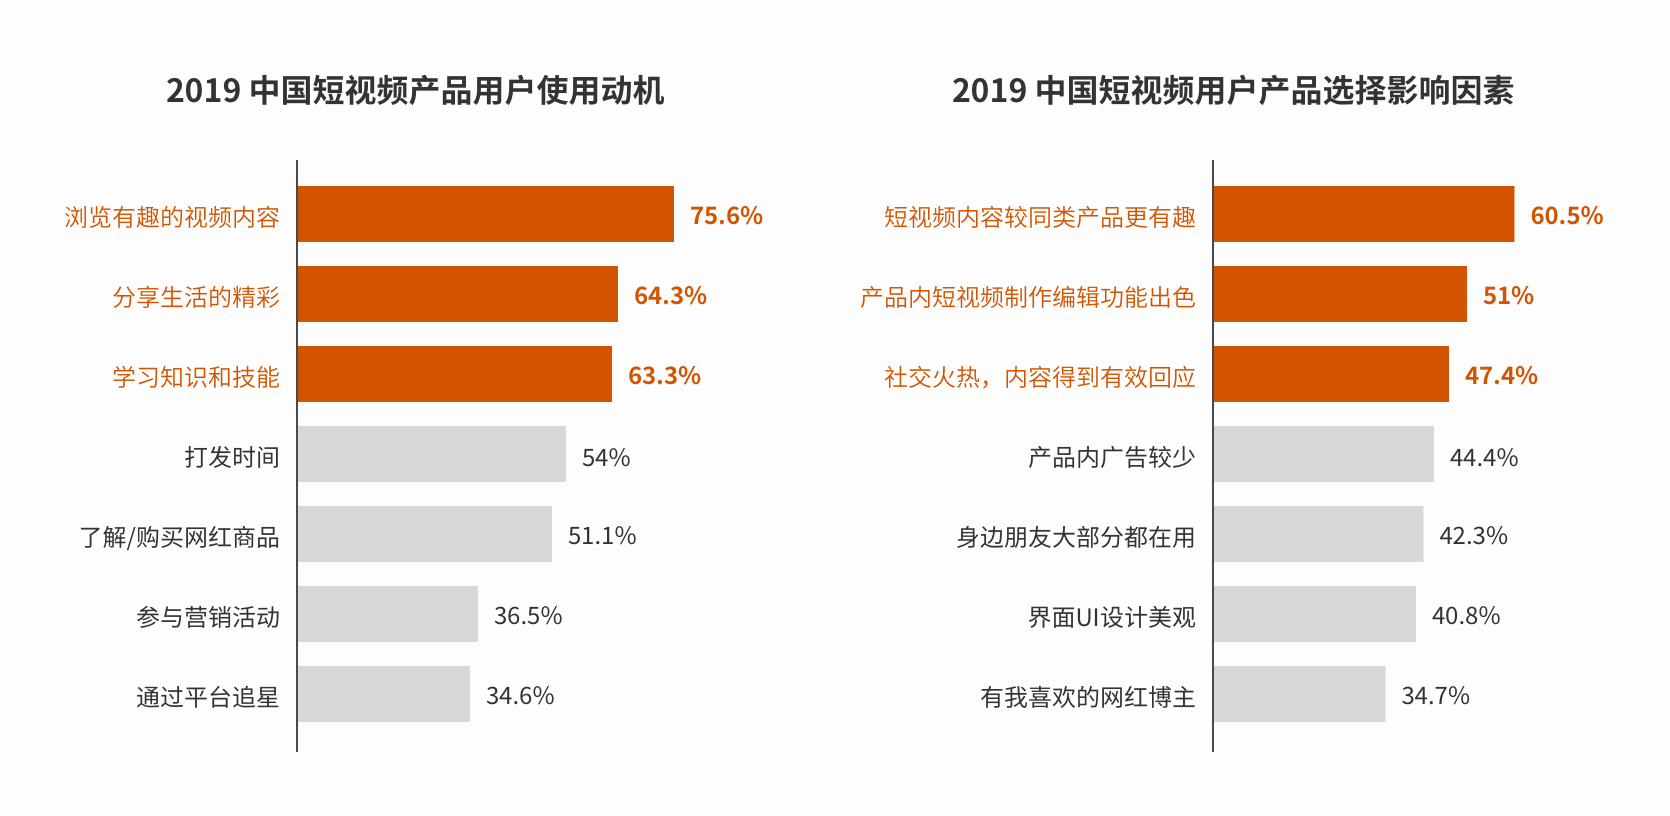 2019 中国短视频产品用户使用动机
浏览有趣的视频内容 75.6%
分享生活的精彩 64.3%
学习知识和技能 63.3%
打发时间 54%
了解/购买网红商品 51.1%
参与营销活动 36.5%
通过平台追星 34.6%
2019 中国短视频用户产品选择影响因素
短视频内容较同类产品更有趣 60.5%
产品内短视频制作编辑功能出色 51%
社交火热，内容得到有效回应 47.4%
产品内广告较少 44.4%
身边朋友大部分都在用 42.3%
界面UI设计美观 40.8%
有我喜欢的网红博主 34.7%